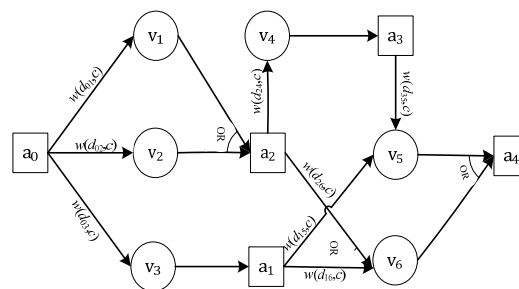 v1
v4
a3
w(d01,c)
w(d24,c)
w(d35,c)
OR
a0
w(d02,c)
v2
a2
v5
a4
OR
w(d26,c)
w(d03,c)
w(d15,c)
OR
v3
a1
w(d16,c)
v6